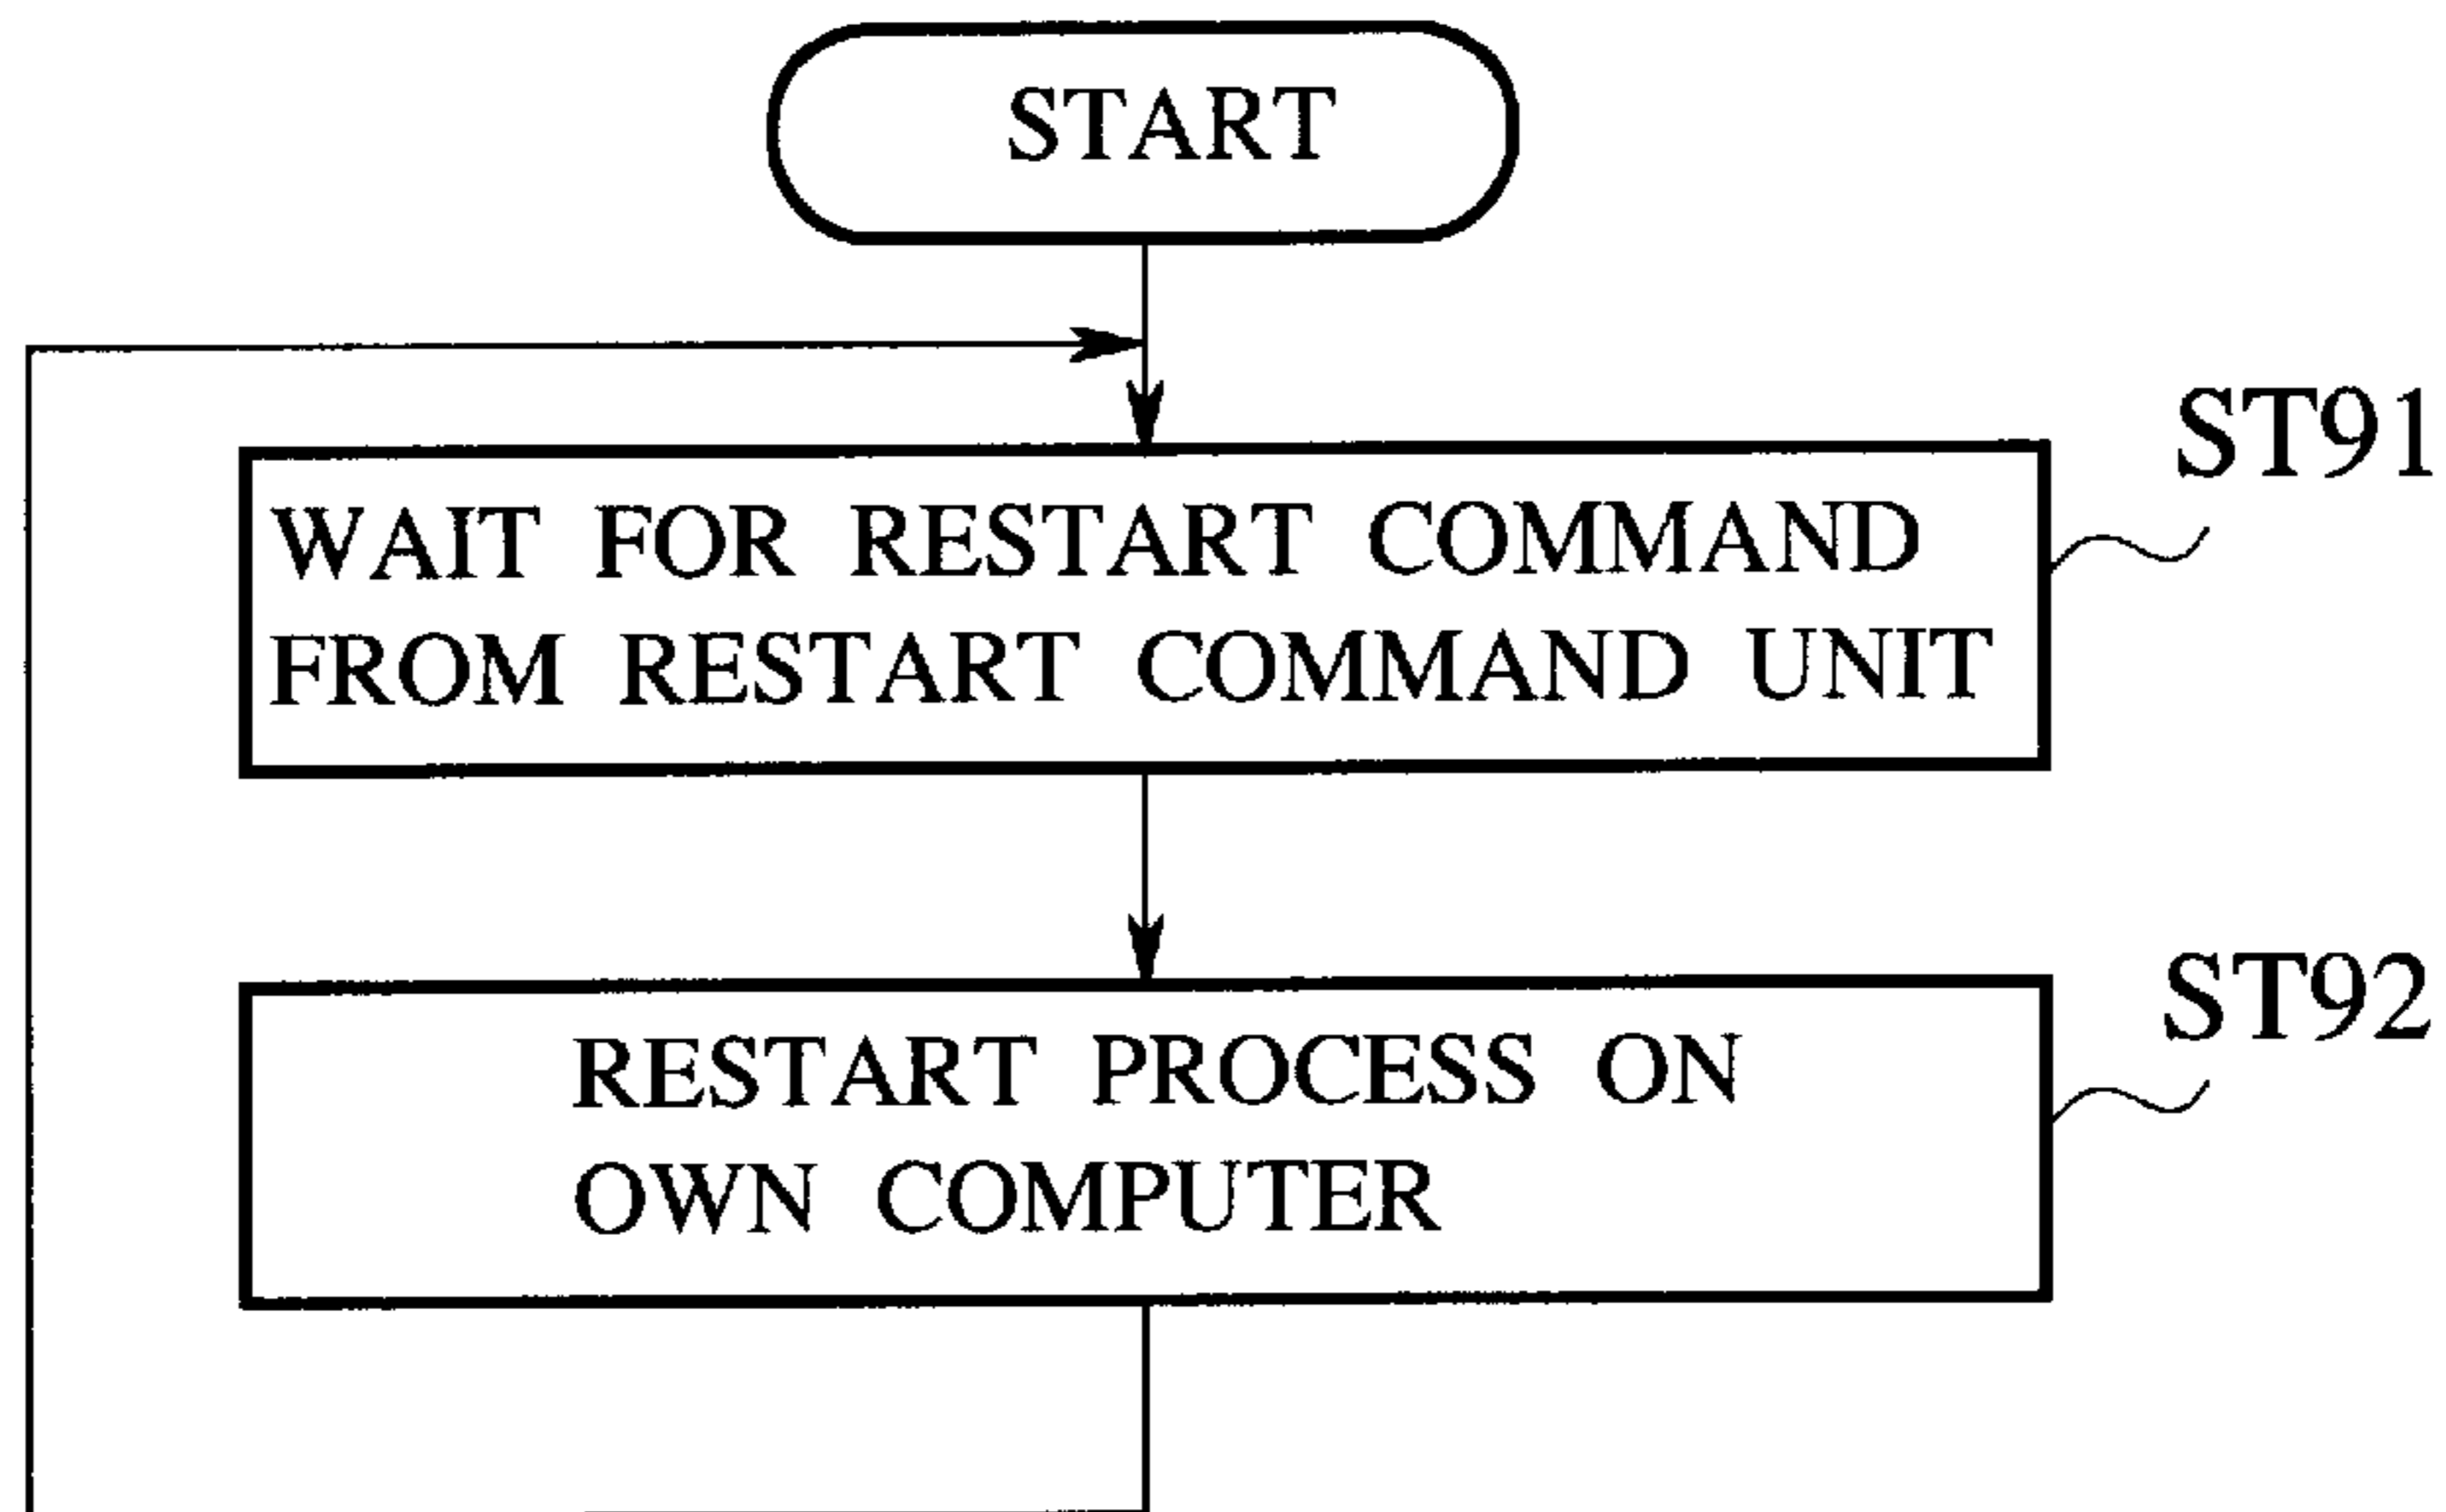 START
ST91
WAIT FOR RESTART COMMAND
FROM RESTART COMMAND UNIT
ST92
RESTART PROCESS ON
OWN COMPUTER